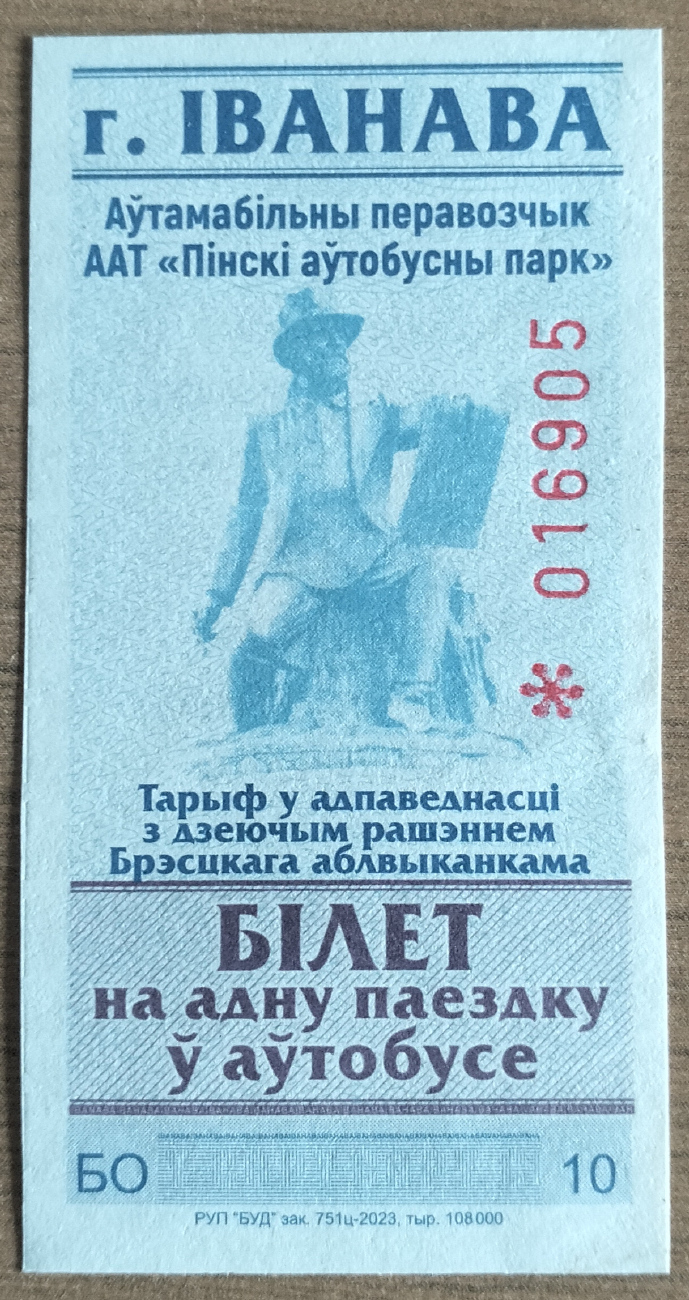 г. ІВАНАВА
Аўтамабільны перавозчык
ААТ «Пінскі аўтобусны парк»
* 016905
Тарыф у адпаведнасці
з дзеючым рашэннем
Брэсцкага аблвыканкама
БІЛЕТ
на адну паездку
ў аўтобусе
БО 10
РУП "БУД" зак. 751ц-2023, тыр. 108000